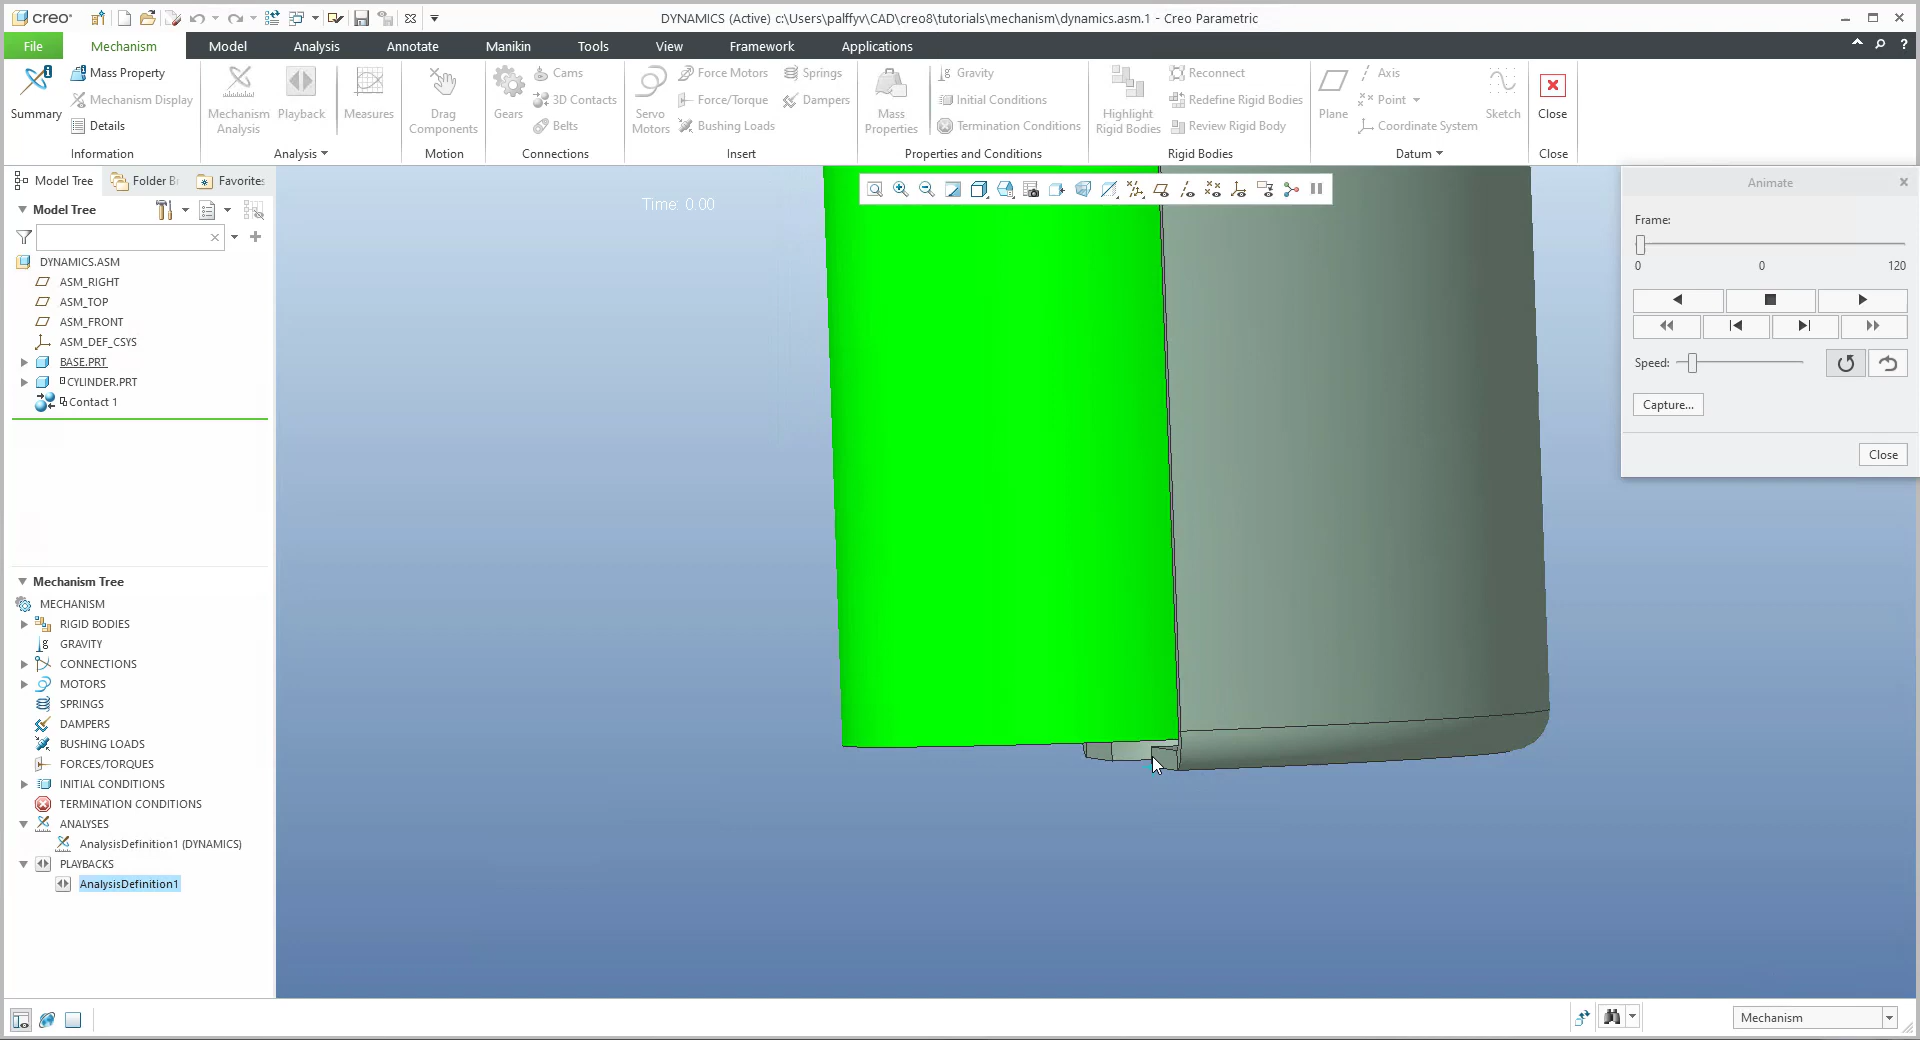 creo°
DYNAMICS (Active) c:\Users\palffyv\CAD\creo8\tutorials\mechanism\dynamics.asm.1 - Creo Parametric
File Mechanism Model Analysis Annotate Manikin Tools View Framework Applications
Summary
Mass Property
Mechanism Display
Details
Information
Mechanism Analysis
Playback
Measures
Analysis
Drag Components
Motion
Gears
Cams
3D Contacts
Belts
Connections
Servo Motors
Force Motors
Force/Torque
Bushing Loads
Springs
Dampers
Insert
Mass Properties
Gravity
Initial Conditions
Termination Conditions
Properties and Conditions
Highlight Rigid Bodies
Reconnect
Redefine Rigid Bodies
Review Rigid Body
Rigid Bodies
Plane
Axis
Point
Coordinate System
Sketch
Datum
Close
Close
Model Tree Folder Br Favorites
Model Tree
DYNAMICS.ASM
ASM_RIGHT
ASM_TOP
ASM_FRONT
ASM_DEF_CSYS
BASE.PRT
CYLINDER.PRT
Contact 1
Mechanism Tree
MECHANISM
RIGID BODIES
GRAVITY
CONNECTIONS
MOTORS
SPRINGS
DAMPERS
BUSHING LOADS
FORCES/TORQUES
INITIAL CONDITIONS
TERMINATION CONDITIONS
ANALYSES
AnalysisDefinition1 (DYNAMICS)
PLAYBACKS
AnalysisDefinition1
Time: 0.00
Animate
Frame:
0 0 120
Speed:
Capture...
Close
Mechanism